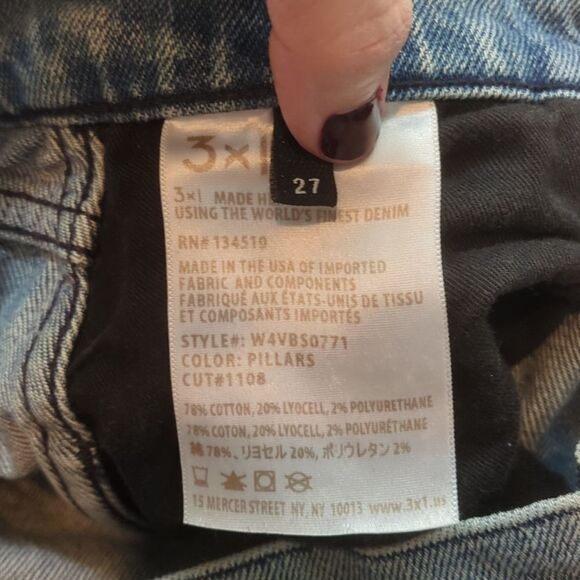 3×1
27
3×1 MADE
USING THE WORLD'S FINEST DENIM
RN# 134510
MADE IN THE USA OF IMPORTED
FABRIC AND COMPONENTS
FABRIQUÉ AUX ÉTATS-UNIS DE TISSU
ET COMPOSANTS IMPORTÉS
STYLE#: W4VBS0771
COLOR: PILLARS
CUT#1108
78% COTTON, 20% LYOCELL, 2% POLYURETHANE
78% COTON, 20% LYOCELL, 2% POLYURÉTHANE
綿 78%、リヨセル 20%、ポリウレタン 2%
15 MERCER STREET NY, NY 10013 www.3x1.us